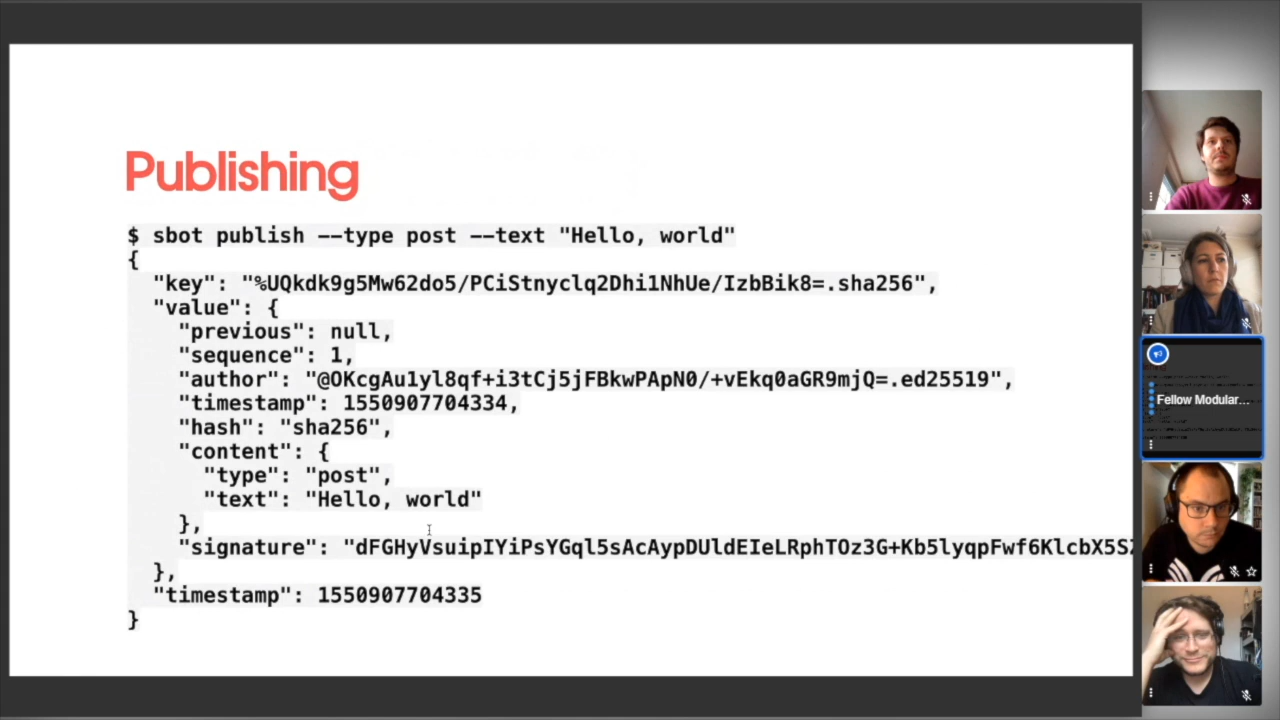 Publishing
$ sbot publish --type post --text "Hello, world"
{
"key": "%UQkdk9g5Mw62do5/PCiStnyclq2Dhi1NhUe/IzbBik8=.sha256",
"value": {
"previous": null,
"sequence": 1,
"author": "@OKcgAu1yl8qf+i3tCj5jFBkwPApN0/+vEkq0aGR9mjQ=.ed25519",
"timestamp": 1550907704334,
"hash": "sha256",
"content": {
"type": "post",
"text": "Hello, world"
},
"signature": "dFGHyVsuipIYiPsYGql5sAcAypDUldEIeLRphTOz3G+Kb5lyqpFwf6KlcbX5S
},
"timestamp": 1550907704335
}
Fellow Modular...